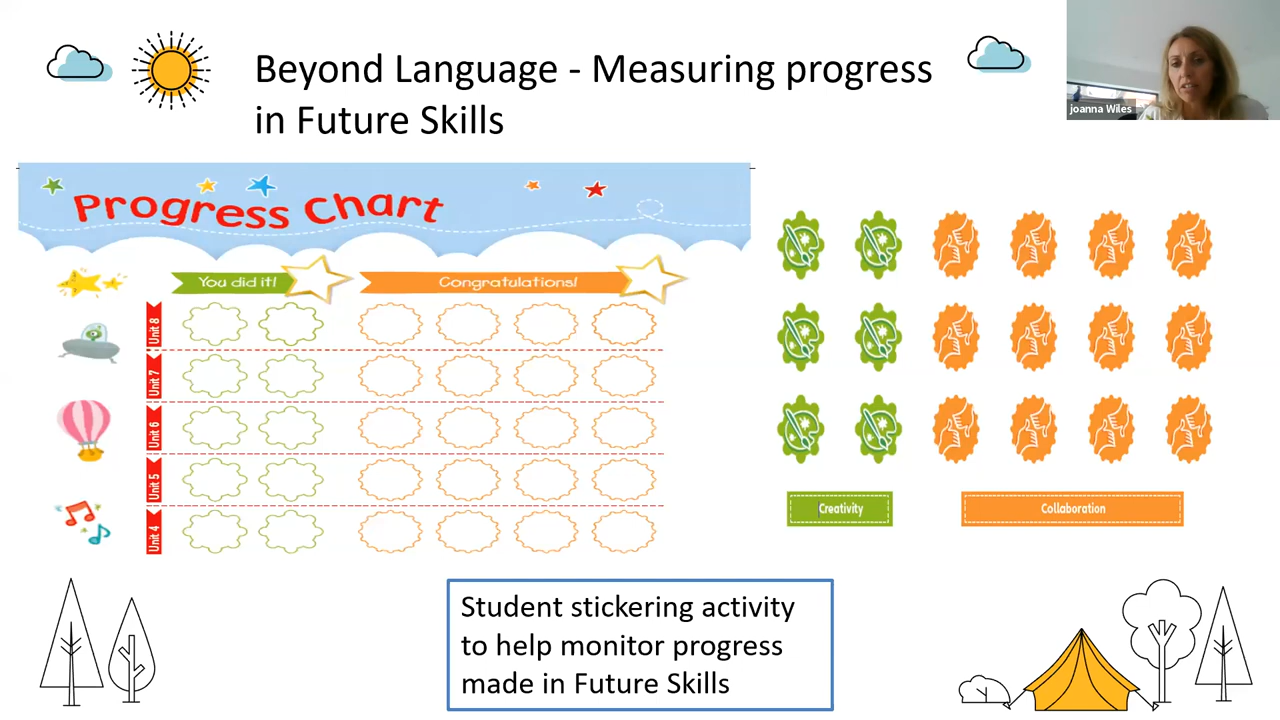 Beyond Language - Measuring progress
in Future Skills
joanna Wiles
Progress Chart
You did it!
Congratulations!
Unit 8
Unit 7
Unit 6
Unit 5
Unit 4
Creativity
Collaboration
Student stickering activity
to help monitor progress
made in Future Skills